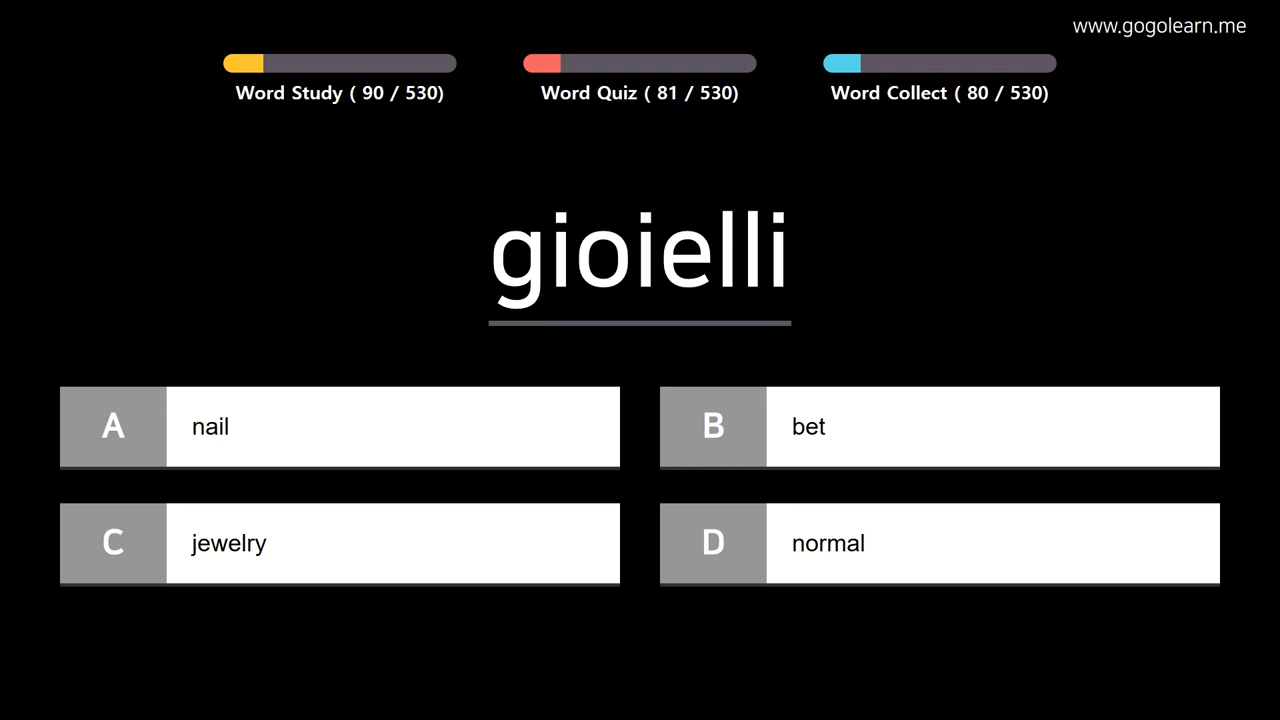 www.gogolearn.me
Word Study ( 90 / 530)
Word Quiz ( 81 / 530)
Word Collect ( 80 / 530)
gioielli
A nail
B bet
C jewelry
D normal